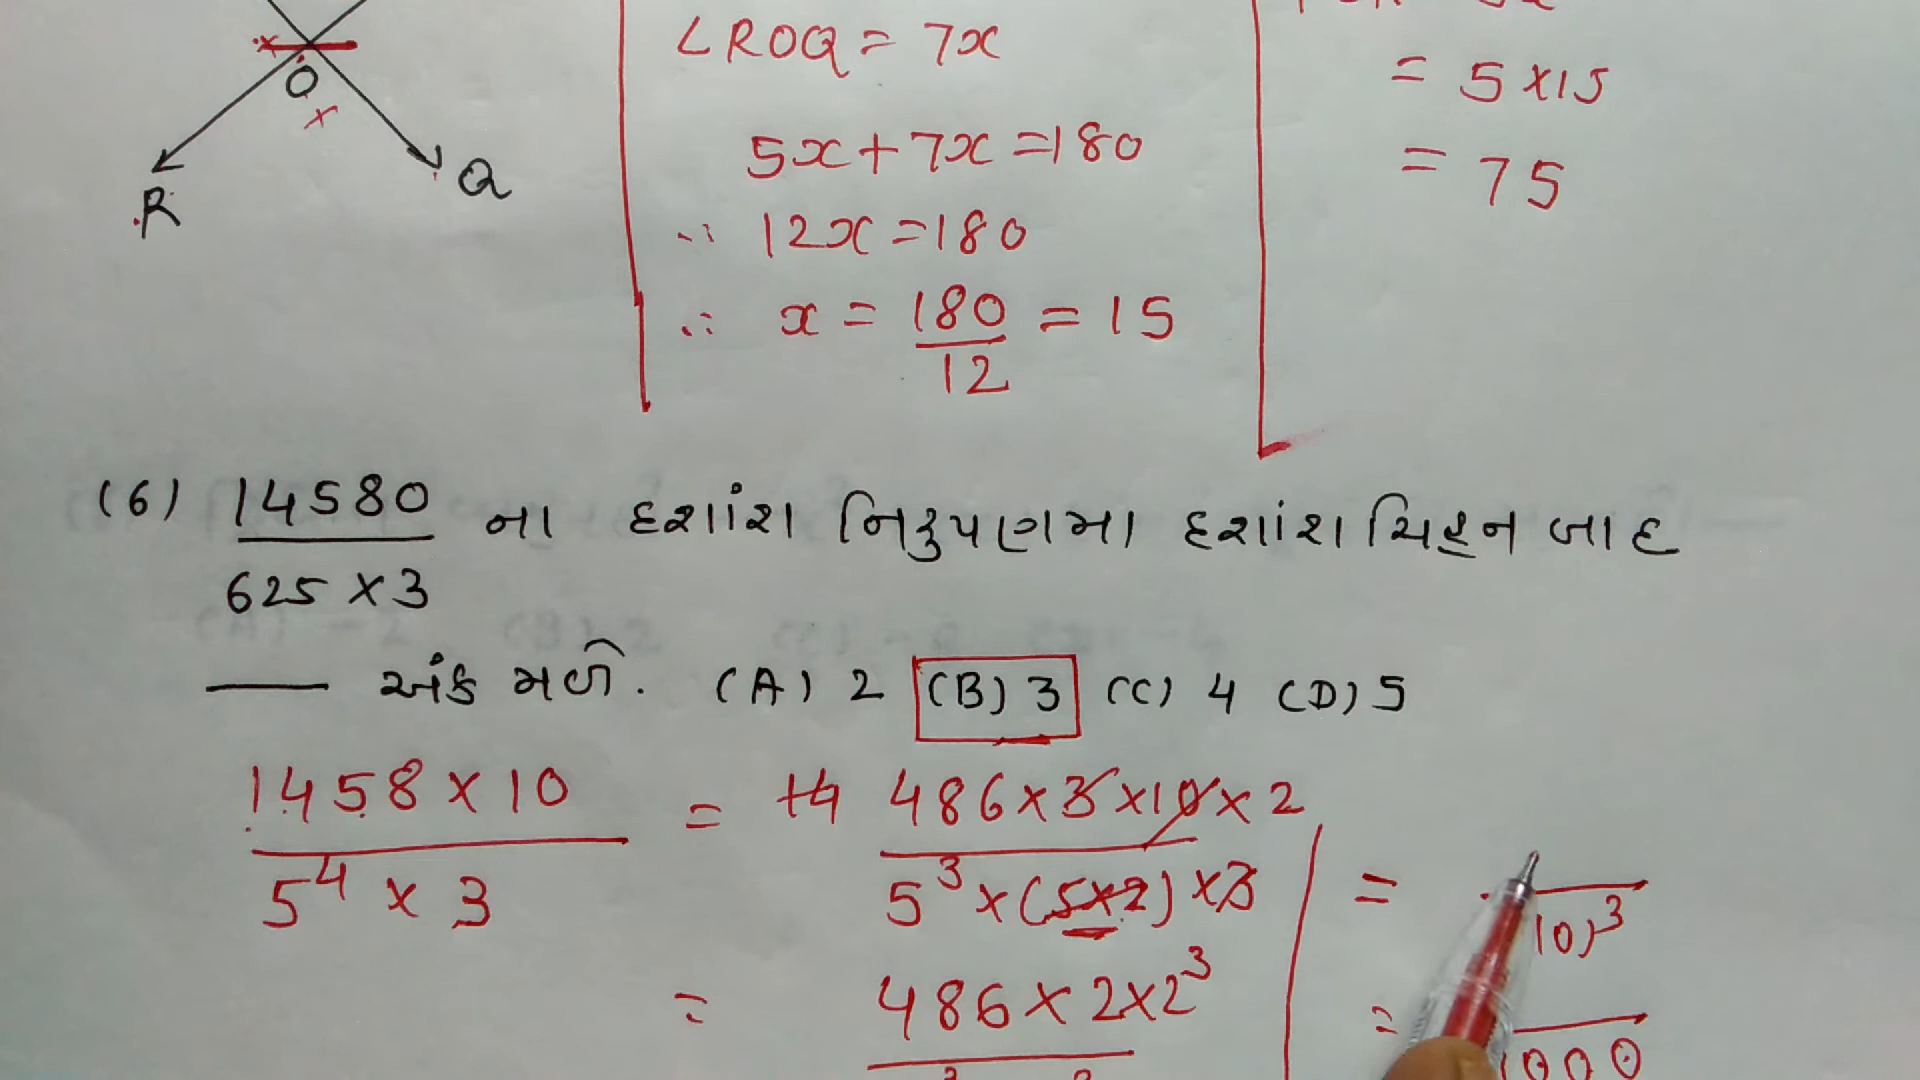 O
R
Q
∠ROQ = 7x
5x + 7x = 180
∴ 12x = 180
∴ x = 180/12 = 15
= 5 × 15
= 75
(6) 14580/(625 × 3) ના દશાંશ નિરૂપણમા દશાંશ ચિહ્ન બાદ
___ અંક મળે. (A) 2 (B) 3 (C) 4 (D) 5
(1458 × 10)/(5⁴ × 3) = (486 × 3 × 10 × 2)/(5³ × (5×2) × 3)
= 486 × 2 × 2³
= /(10)³
= /1000